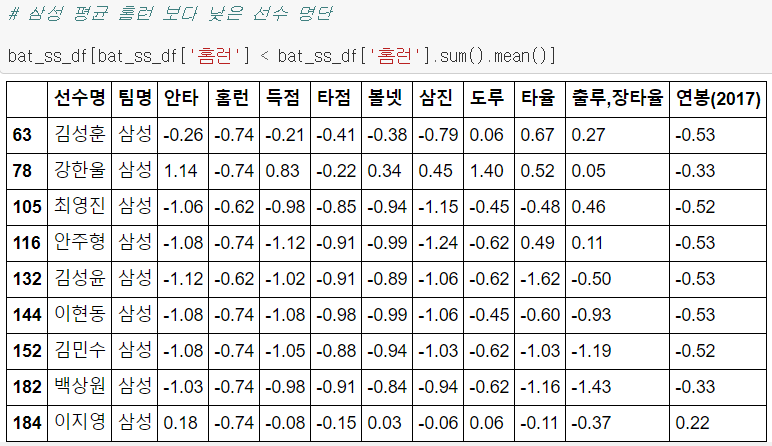 # 삼성 평균 홈런 보다 낮은 선수 명단
bat_ss_df[bat_ss_df['홈런'] < bat_ss_df['홈런'].sum().mean()]
선수명 팀명 안타 홈런 득점 타점 볼넷 삼진 도루 타율 출루,장타율 연봉(2017)
63 김성훈 삼성 -0.26 -0.74 -0.21 -0.41 -0.38 -0.79 0.06 0.67 0.27 -0.53
78 강한울 삼성 1.14 -0.74 0.83 -0.22 0.34 0.45 1.40 0.52 0.05 -0.33
105 최영진 삼성 -1.06 -0.62 -0.98 -0.85 -0.94 -1.15 -0.45 -0.48 0.46 -0.52
116 안주형 삼성 -1.08 -0.74 -1.12 -0.91 -0.99 -1.24 -0.62 0.49 0.11 -0.53
132 김성윤 삼성 -1.12 -0.62 -1.02 -0.91 -0.89 -1.06 -0.62 -1.62 -0.50 -0.53
144 이현동 삼성 -1.08 -0.74 -1.08 -0.98 -0.99 -1.06 -0.45 -0.60 -0.93 -0.53
152 김민수 삼성 -1.08 -0.74 -1.05 -0.88 -0.94 -1.03 -0.62 -1.03 -1.19 -0.52
182 백상원 삼성 -1.03 -0.74 -0.98 -0.91 -0.84 -0.94 -0.62 -1.16 -1.43 -0.33
184 이지영 삼성 0.18 -0.74 -0.08 -0.15 0.03 -0.06 0.06 -0.11 -0.37 0.22